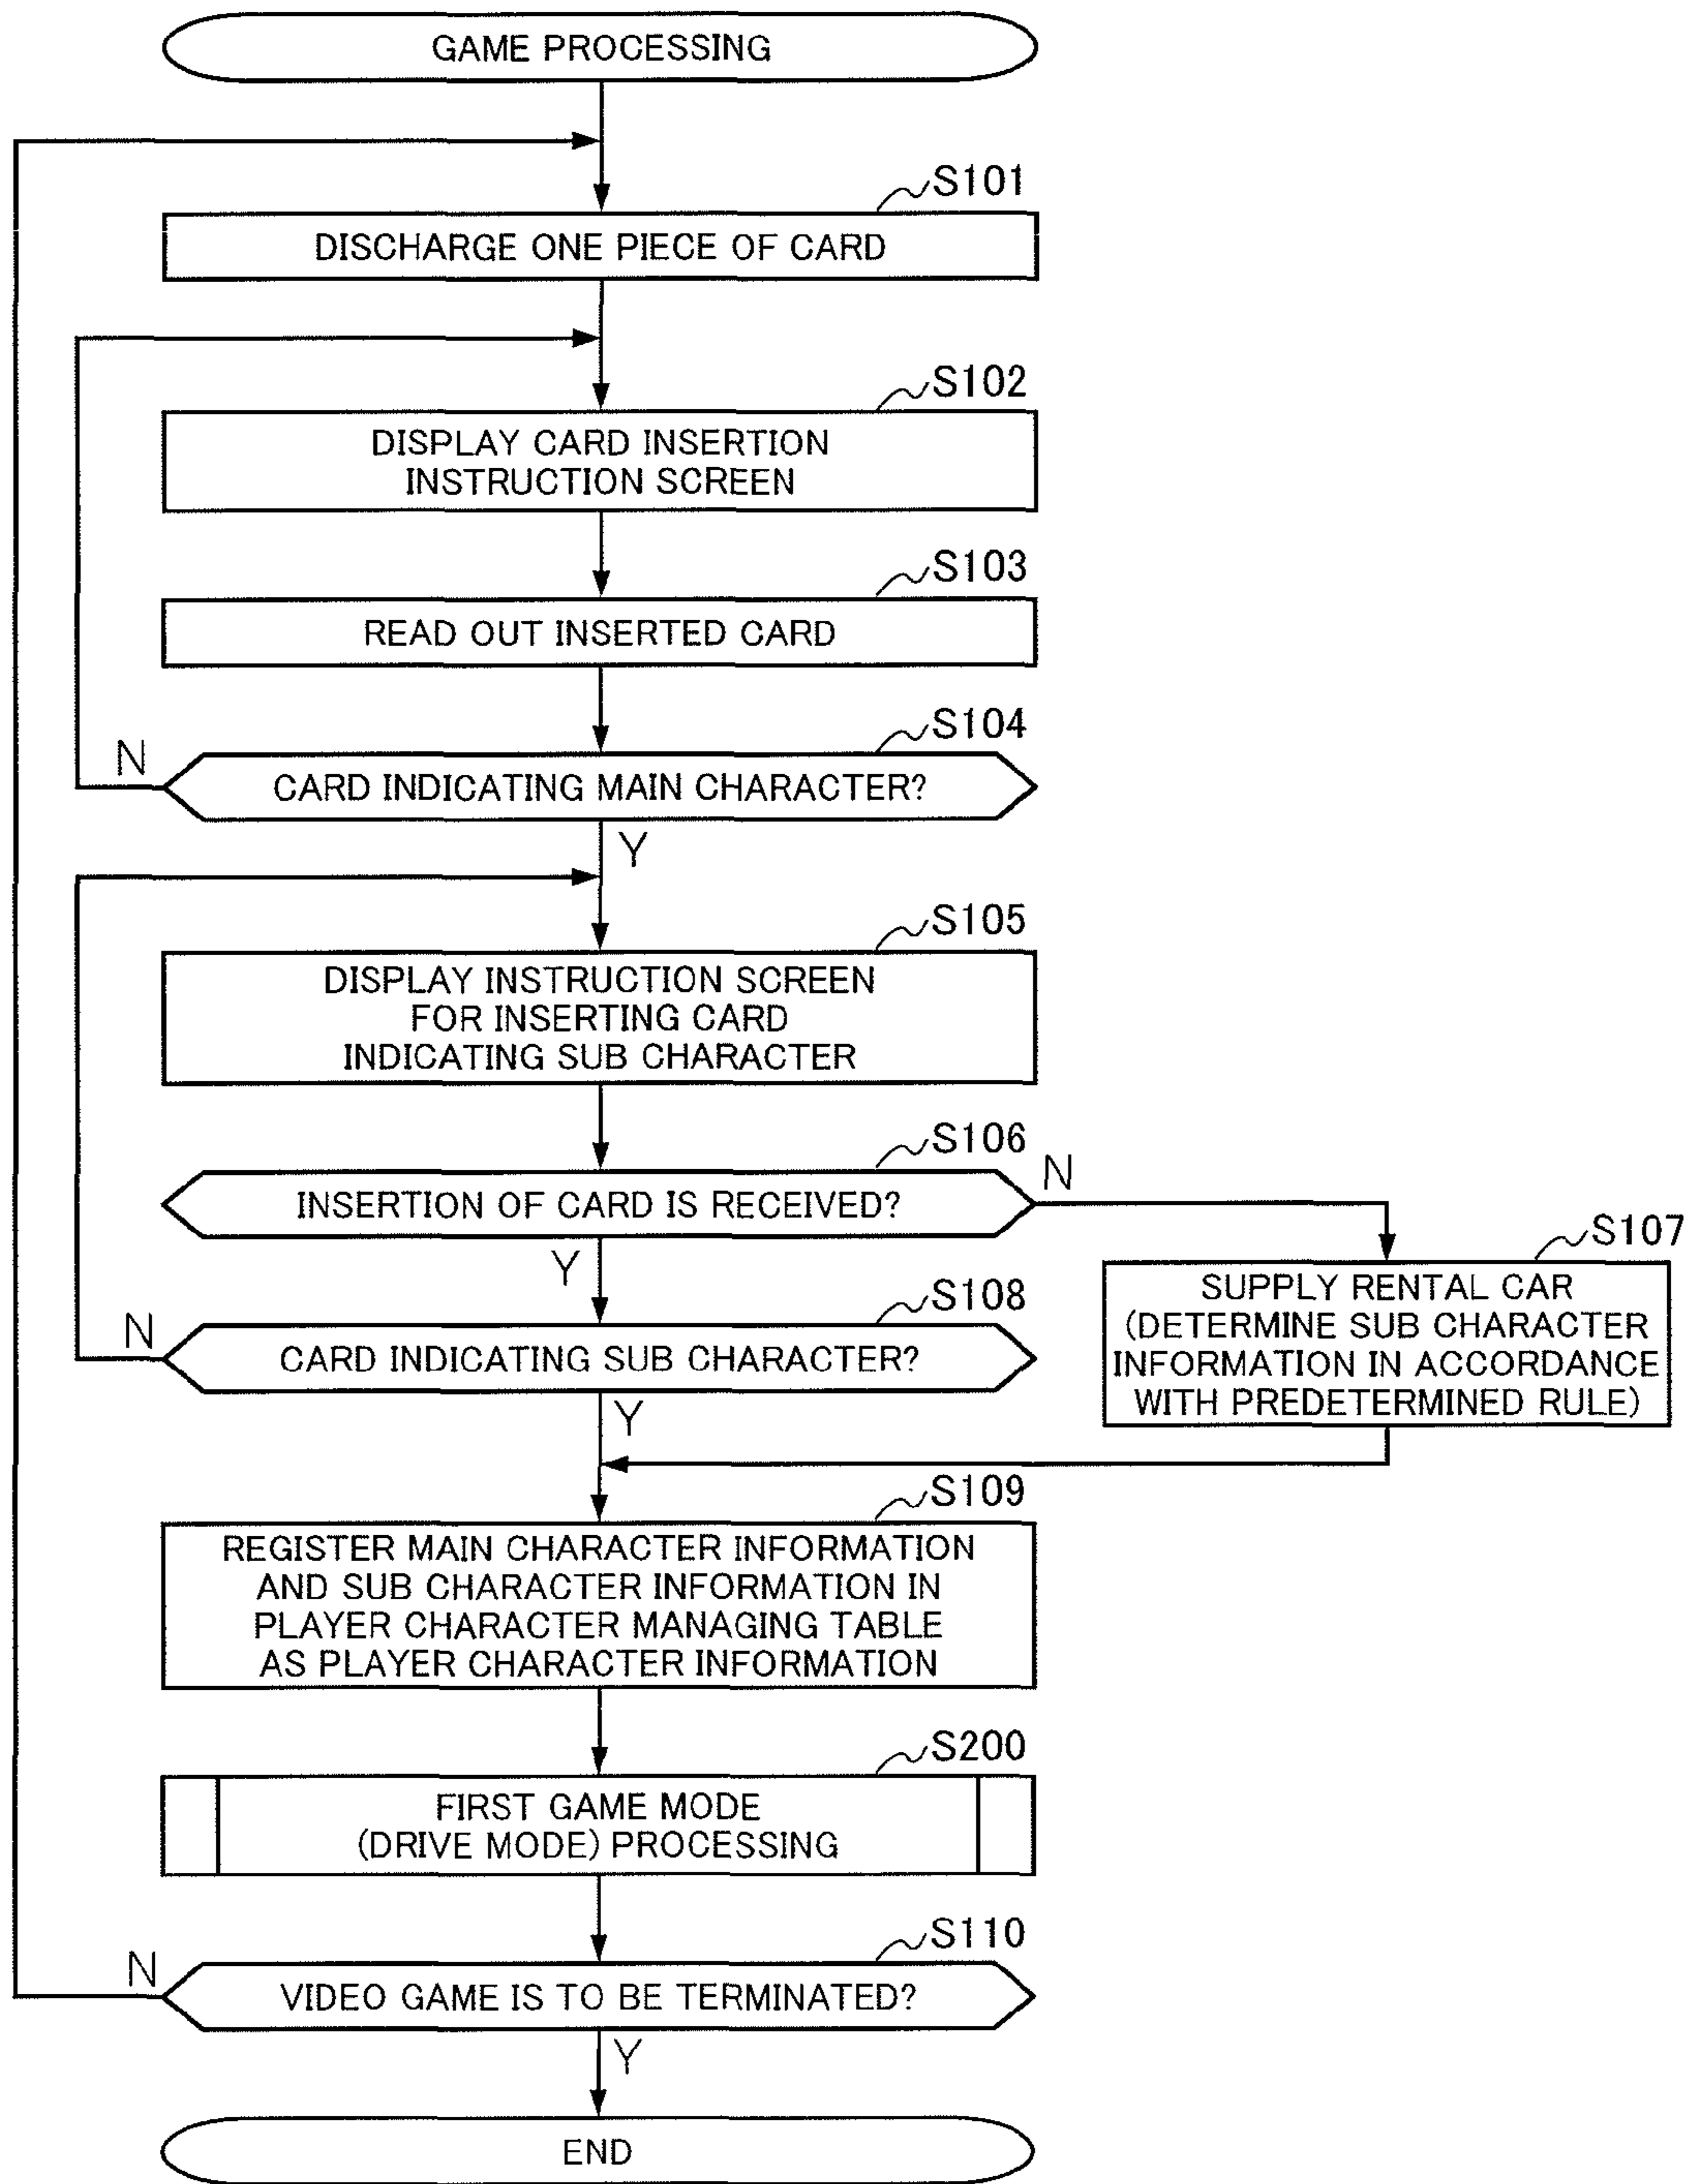 GAME PROCESSING
S101
DISCHARGE ONE PIECE OF CARD
S102
DISPLAY CARD INSERTION
INSTRUCTION SCREEN
S103
READ OUT INSERTED CARD
S104
N
CARD INDICATING MAIN CHARACTER?
Y
S105
DISPLAY INSTRUCTION SCREEN
FOR INSERTING CARD
INDICATING SUB CHARACTER
S106
INSERTION OF CARD IS RECEIVED?
N
Y
S107
SUPPLY RENTAL CAR
(DETERMINE SUB CHARACTER
INFORMATION IN ACCORDANCE
WITH PREDETERMINED RULE)
S108
N
CARD INDICATING SUB CHARACTER?
Y
S109
REGISTER MAIN CHARACTER INFORMATION
AND SUB CHARACTER INFORMATION IN
PLAYER CHARACTER MANAGING TABLE
AS PLAYER CHARACTER INFORMATION
S200
FIRST GAME MODE
(DRIVE MODE) PROCESSING
S110
N
VIDEO GAME IS TO BE TERMINATED?
Y
END